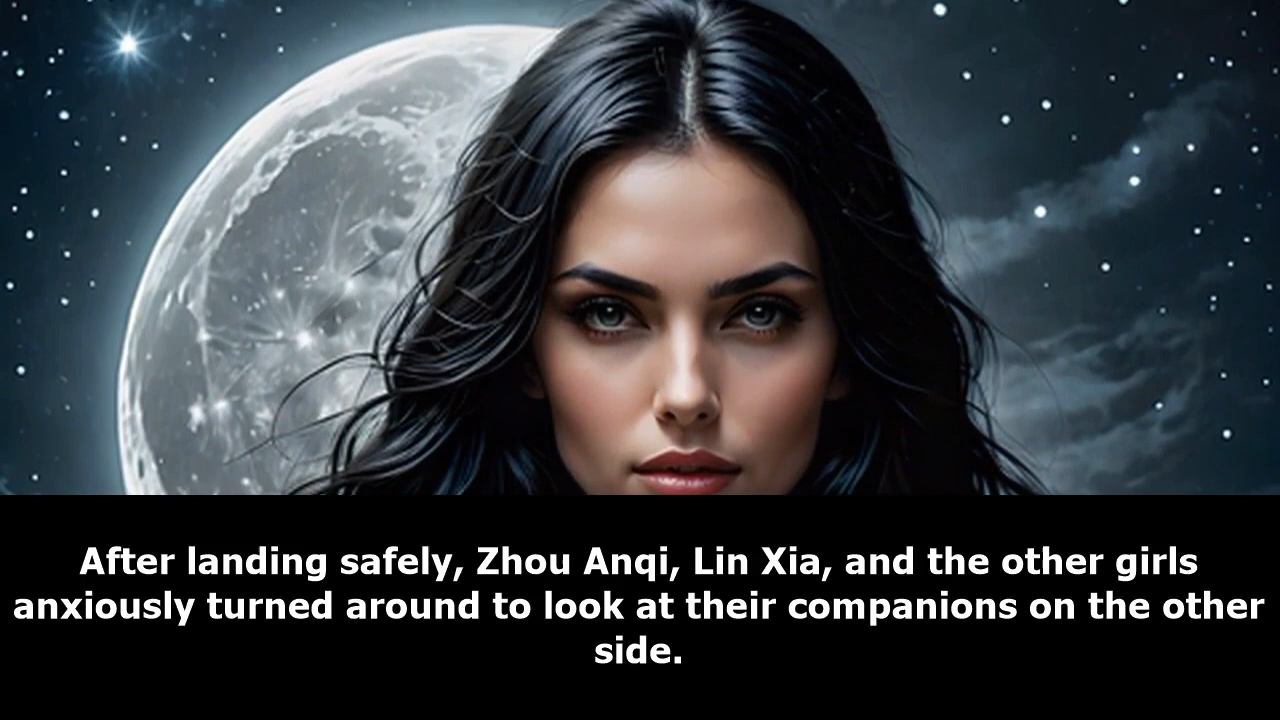 After landing safely, Zhou Anqi, Lin Xia, and the other girls
anxiously turned around to look at their companions on the other
side.